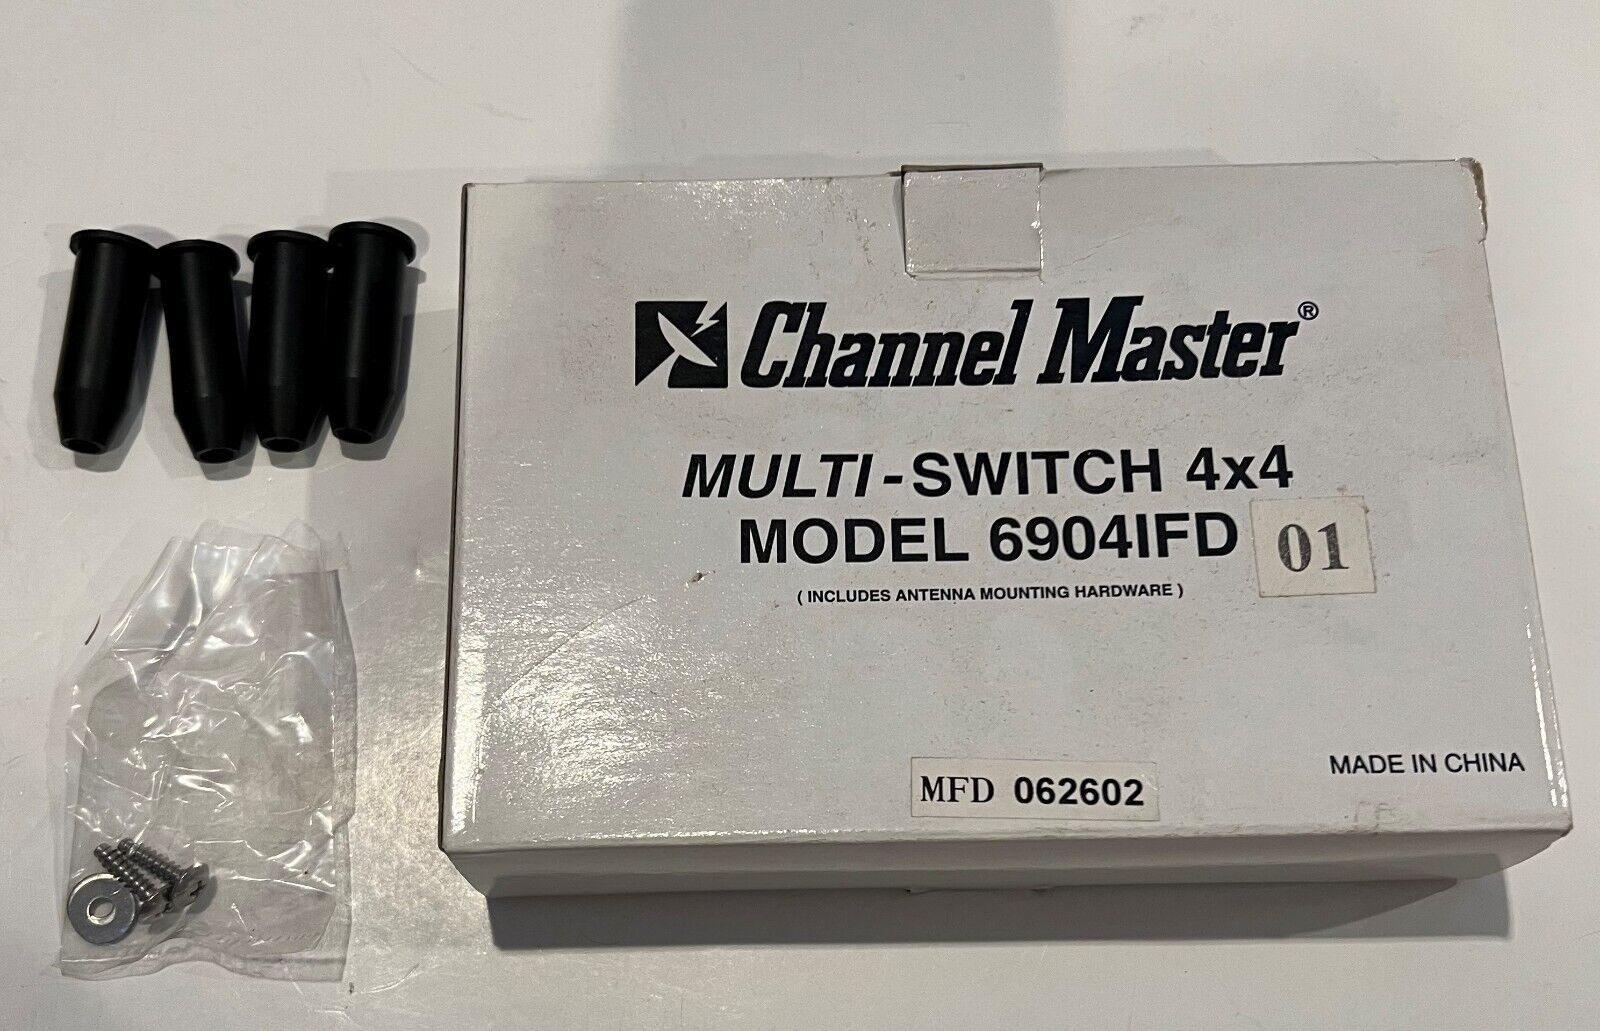 Channel Master®
MULTI-SWITCH 4x4
MODEL 6904IFD 01
( INCLUDES ANTENNA MOUNTING HARDWARE )
MADE IN CHINA
MFD 062602